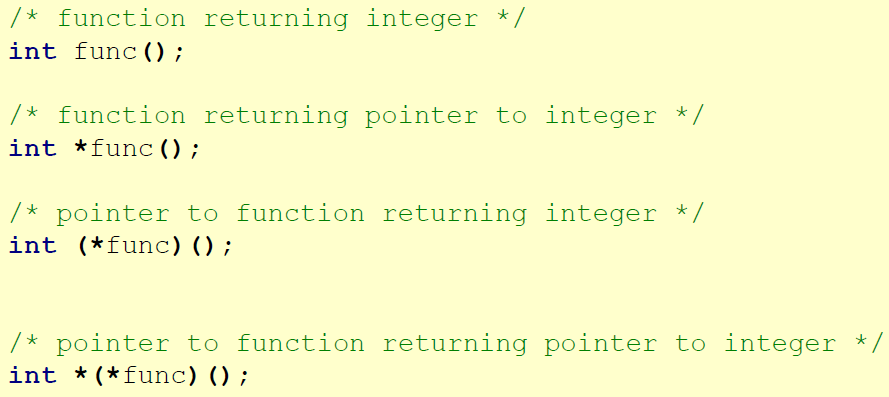 /* function returning integer */
int func();
/* function returning pointer to integer */
int *func();
/* pointer to function returning integer */
int (*func)();
/* pointer to function returning pointer to integer */
int *(*func)();